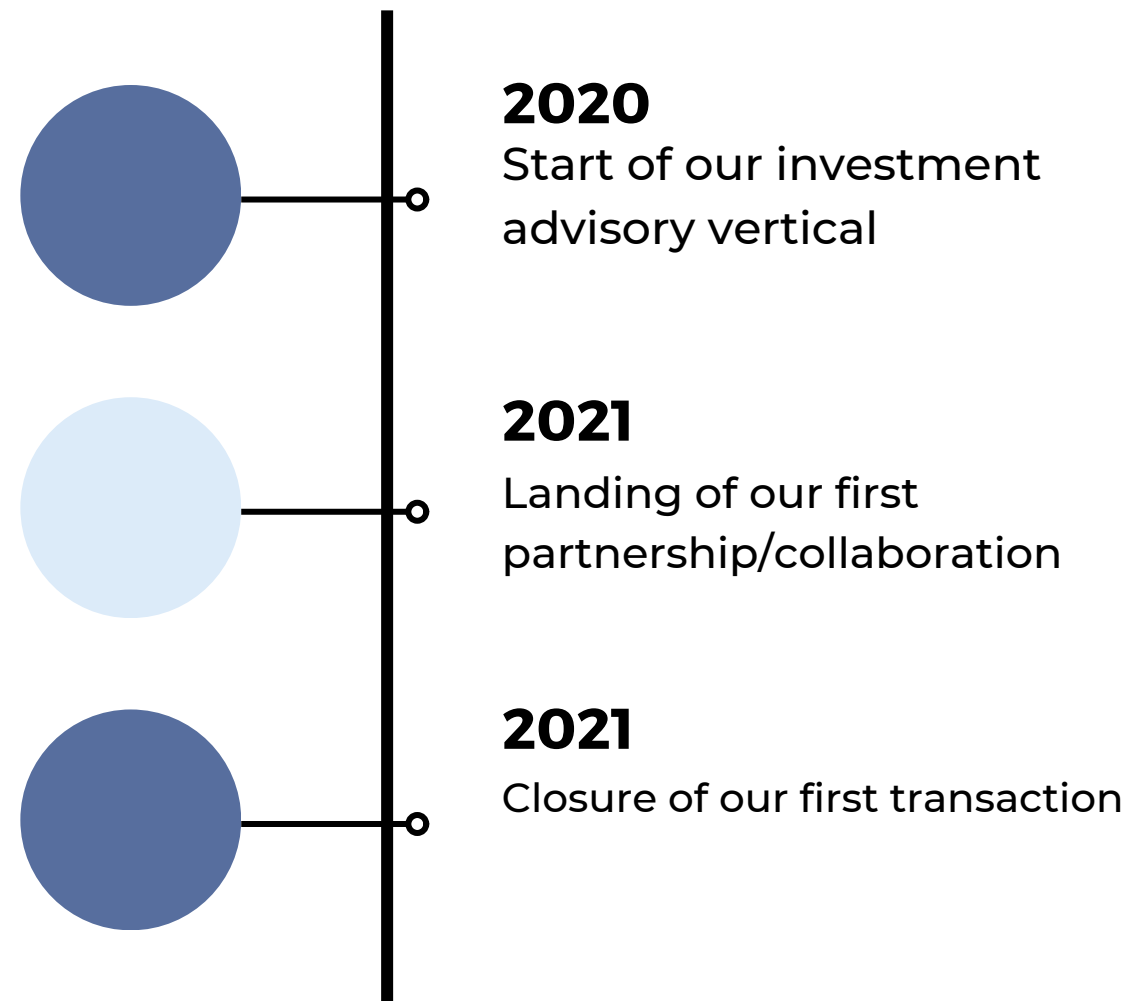 2020
Start of our investment
advisory vertical
2021
Landing of our first
partnership/collaboration
2021
Closure of our first transaction